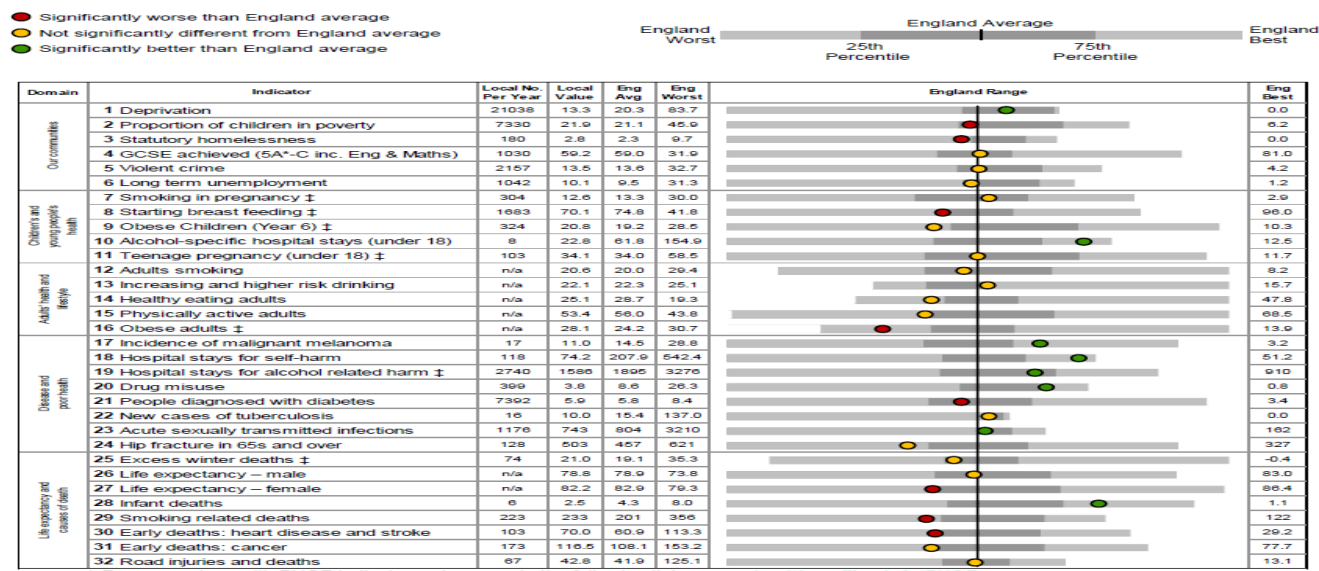 Significantly worse than England average
Not significantly different from England average
Significantly better than England average
England Worst
England Average
England Best
25th Percentile
75th Percentile
Domain Indicator Local No. Per Year Local Value Eng Avg Eng Worst England Range Eng Best
Our communities
1 Deprivation 21038 13.3 20.3 83.7 0.0
2 Proportion of children in poverty 7330 21.9 21.1 45.9 6.2
3 Statutory homelessness 180 2.8 2.3 9.7 0.0
4 GCSE achieved (5A*-C inc. Eng & Maths) 1030 59.2 59.0 31.9 81.0
5 Violent crime 2157 13.5 13.6 32.7 4.2
6 Long term unemployment 1042 10.1 9.5 31.3 1.2
Children's and young people's health
7 Smoking in pregnancy ‡ 304 12.6 13.3 30.0 2.9
8 Starting breast feeding ‡ 1683 70.1 74.8 41.8 96.0
9 Obese Children (Year 6) ‡ 324 20.8 19.2 28.5 10.3
10 Alcohol-specific hospital stays (under 18) 8 22.8 61.8 154.9 12.5
11 Teenage pregnancy (under 18) ‡ 103 34.1 34.0 58.5 11.7
Adults' health and lifestyle
12 Adults smoking n/a 20.6 20.0 29.4 8.2
13 Increasing and higher risk drinking n/a 22.1 22.3 25.1 15.7
14 Healthy eating adults n/a 25.1 28.7 19.3 47.8
15 Physically active adults n/a 53.4 56.0 43.8 68.5
16 Obese adults ‡ n/a 28.1 24.2 30.7 13.9
Disease and poor health
17 Incidence of malignant melanoma 17 11.0 14.5 28.8 3.2
18 Hospital stays for self-harm 118 74.2 207.9 542.4 51.2
19 Hospital stays for alcohol related harm ‡ 2740 1586 1895 3276 910
20 Drug misuse 399 3.8 8.6 26.3 0.8
21 People diagnosed with diabetes 7392 5.9 5.8 8.4 3.4
22 New cases of tuberculosis 16 10.0 15.4 137.0 0.0
23 Acute sexually transmitted infections 1176 743 804 3210 162
24 Hip fracture in 65s and over 128 503 457 621 327
Life expectancy and causes of death
25 Excess winter deaths ‡ 74 21.0 19.1 35.3 -0.4
26 Life expectancy – male n/a 78.8 78.9 73.8 83.0
27 Life expectancy – female n/a 82.2 82.9 79.3 86.4
28 Infant deaths 6 2.5 4.3 8.0 1.1
29 Smoking related deaths 223 233 201 356 122
30 Early deaths: heart disease and stroke 103 70.0 60.9 113.3 29.2
31 Early deaths: cancer 173 116.5 108.1 153.2 77.7
32 Road injuries and deaths 67 42.8 41.9 125.1 13.1